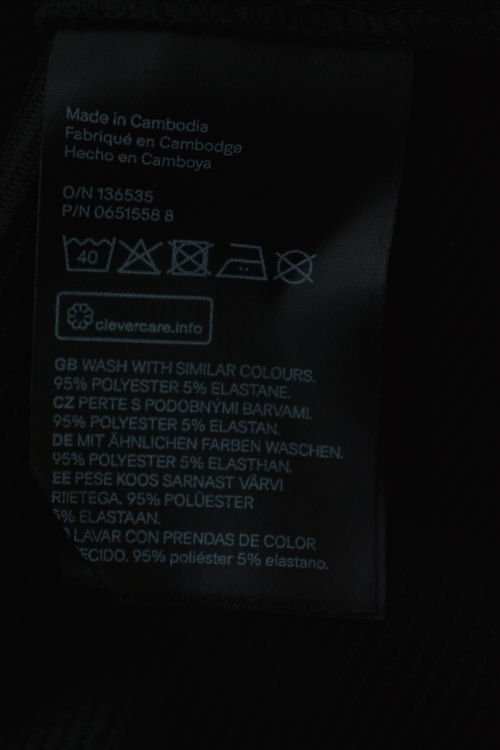 Made in Cambodia
Fabriqué en Cambodge
Hecho en Camboya
O/N 136535
P/N 0651558 8
40
clevercare.info
GB WASH WITH SIMILAR COLOURS.
95% POLYESTER 5% ELASTANE.
CZ PERTE S PODOBNÝMI BARVAMI.
95% POLYESTER 5% ELASTAN.
DE MIT ÄHNLICHEN FARBEN WASCHEN.
95% POLYESTER 5% ELASTHAN.
EE PESE KOOS SARNAST VÄRVI
RIIETEGA. 95% POLÜESTER
5% ELASTAAN.
LAVAR CON PRENDAS DE COLOR
95% poliéster 5% elastano.